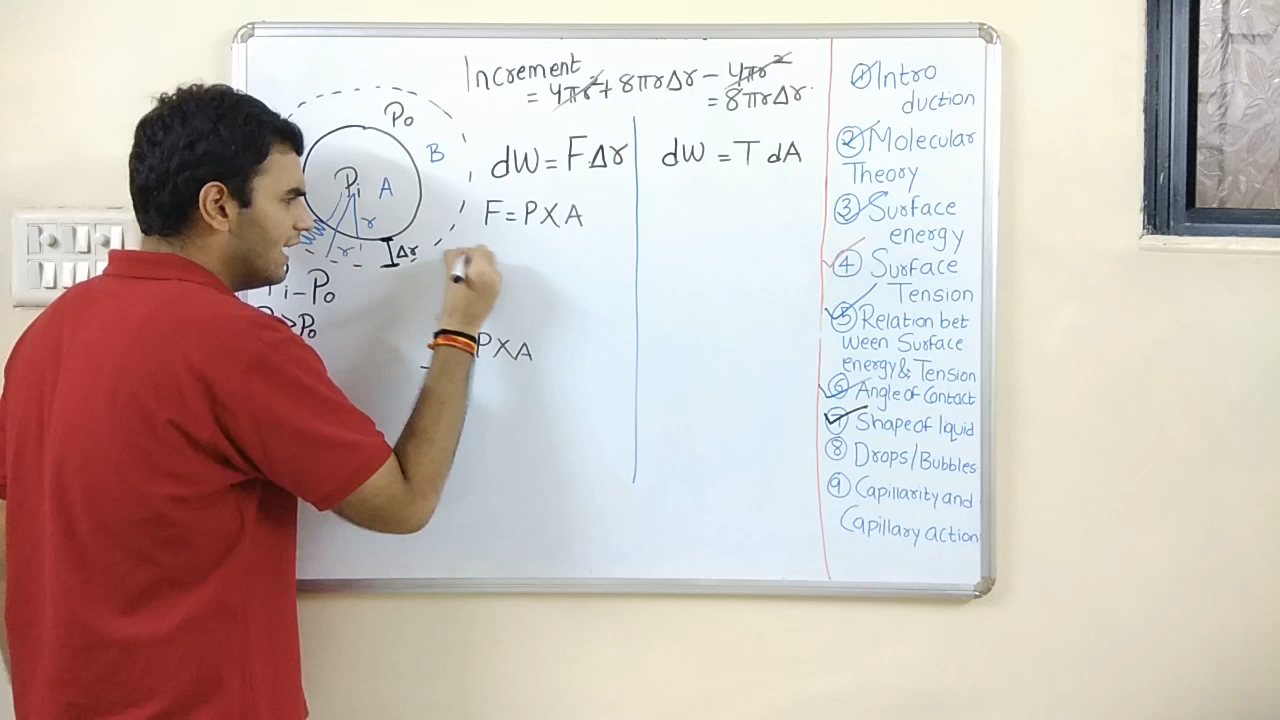 Increment
= 4πr² + 8πrΔr – 4πr²
= 8πrΔr.
P₀
B
Pᵢ
A
r
r
Δr
Pᵢ – P₀
>P₀
dW = FΔr
F = P X A
P X A
dW = T dA
① Intro
duction
② Molecular
Theory
③ Surface
energy
④ Surface
Tension
⑤ Relation bet
ween Surface
energy & Tension
⑥ Angle of Contact
⑦ Shape of liquid
⑧ Drops/Bubbles
⑨ Capillarity and
Capillary action